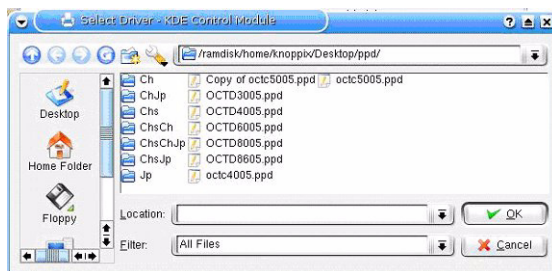 Select Driver - KDE Control Module
/ramdisk/home/knoppix/Desktop/ppd/
Desktop
Home Folder
Floppy
Ch
ChJp
Chs
ChsCh
ChsChJp
ChsJp
Jp
Copy of octc5005.ppd
OCTD3005.ppd
OCTD4005.ppd
OCTD6005.ppd
OCTD8005.ppd
OCTD8605.ppd
octc4005.ppd
octc5005.ppd
Location:
OK
Filter:
All Files
Cancel